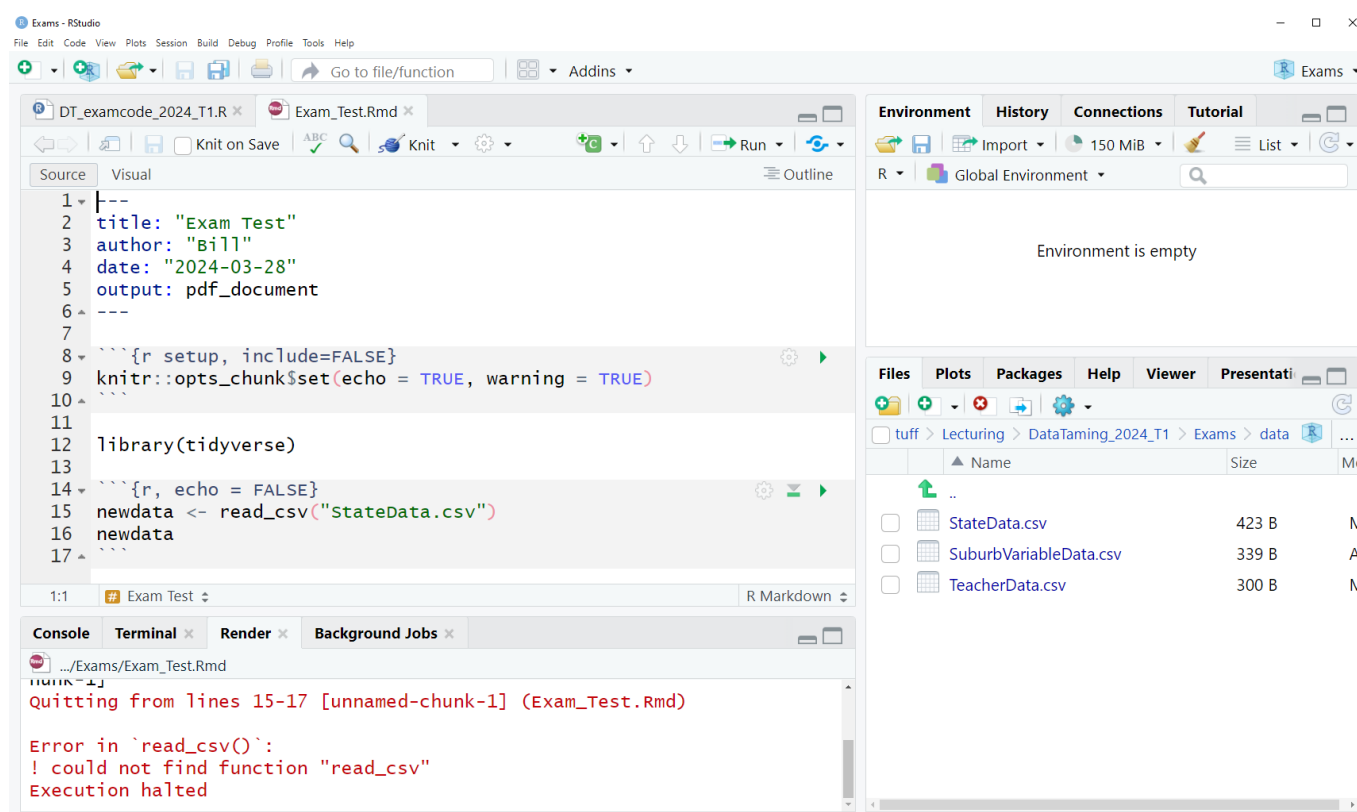 Exams - RStudio
File Edit Code View Plots Session Build Debug Profile Tools Help
Go to file/function Addins Exams
DT_examcode_2024_T1.R Exam_Test.Rmd
Knit on Save ABC Knit Run
Source Visual Outline
1 ---
2 title: "Exam Test"
3 author: "Bill"
4 date: "2024-03-28"
5 output: pdf_document
6 ---
7
8 ```{r setup, include=FALSE}
9 knitr::opts_chunk$set(echo = TRUE, warning = TRUE)
10 ```
11
12 library(tidyverse)
13
14 ```{r, echo = FALSE}
15 newdata <- read_csv("StateData.csv")
16 newdata
17 ```
1:1 # Exam Test R Markdown
Console Terminal Render Background Jobs
.../Exams/Exam_Test.Rmd
Quitting from lines 15-17 [unnamed-chunk-1] (Exam_Test.Rmd)
Error in `read_csv()`:
! could not find function "read_csv"
Execution halted
Environment History Connections Tutorial
Import 150 MiB List
R Global Environment
Environment is empty
Files Plots Packages Help Viewer
tuff > Lecturing > DataTaming_2024_T1 > Exams > data R ...
Name Size
..
StateData.csv 423 B
SuburbVariableData.csv 339 B
TeacherData.csv 300 B